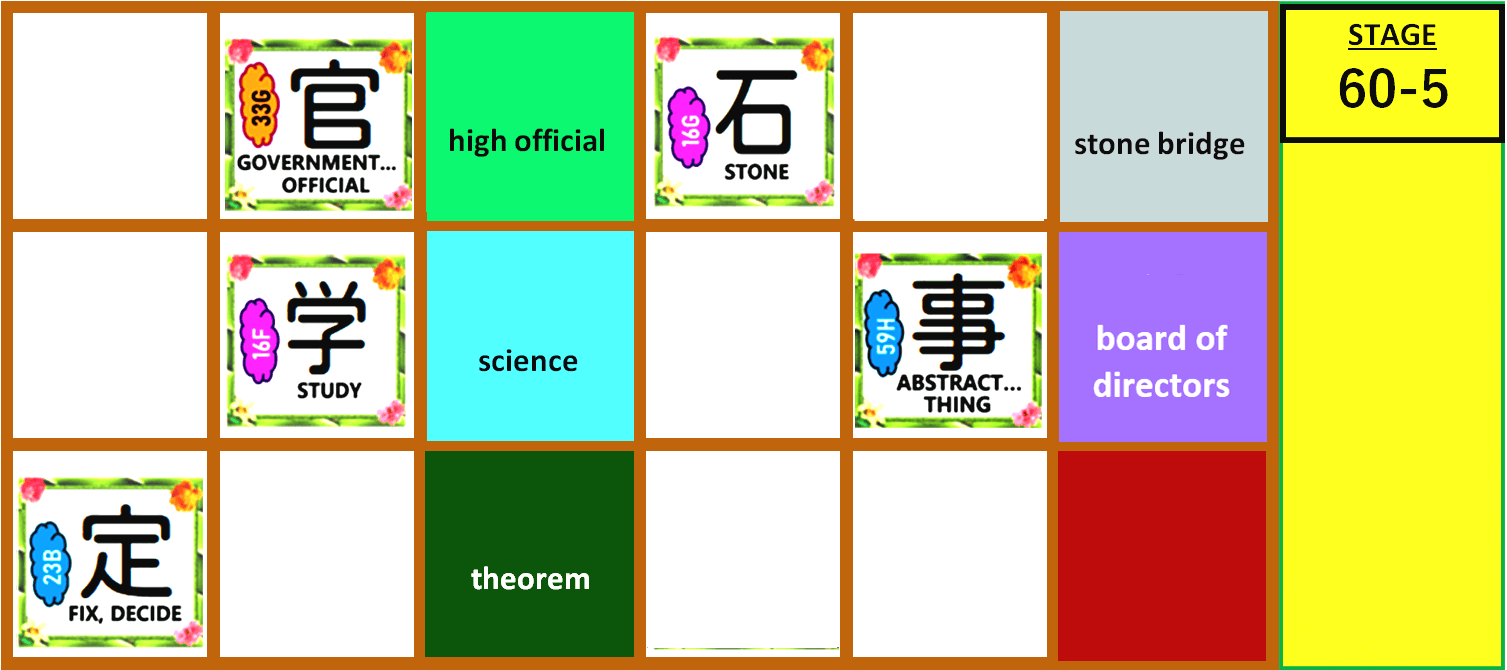 33G
官
GOVERNMENT...
OFFICIAL
high official
16G
石
STONE
stone bridge
STAGE
60-5
16F
学
STUDY
science
59H
事
ABSTRACT...
THING
board of
directors
23B
定
FIX, DECIDE
theorem